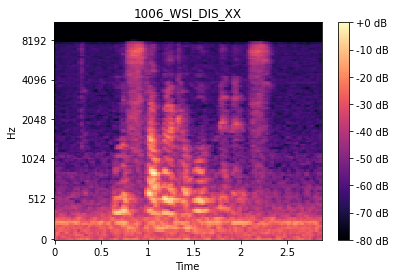 1006_WSI_DIS_XX
Hz
8192
4096
2048
1024
512
0
0
0.5
1
1.5
2
2.5
Time
+0 dB
-10 dB
-20 dB
-30 dB
-40 dB
-50 dB
-60 dB
-70 dB
-80 dB